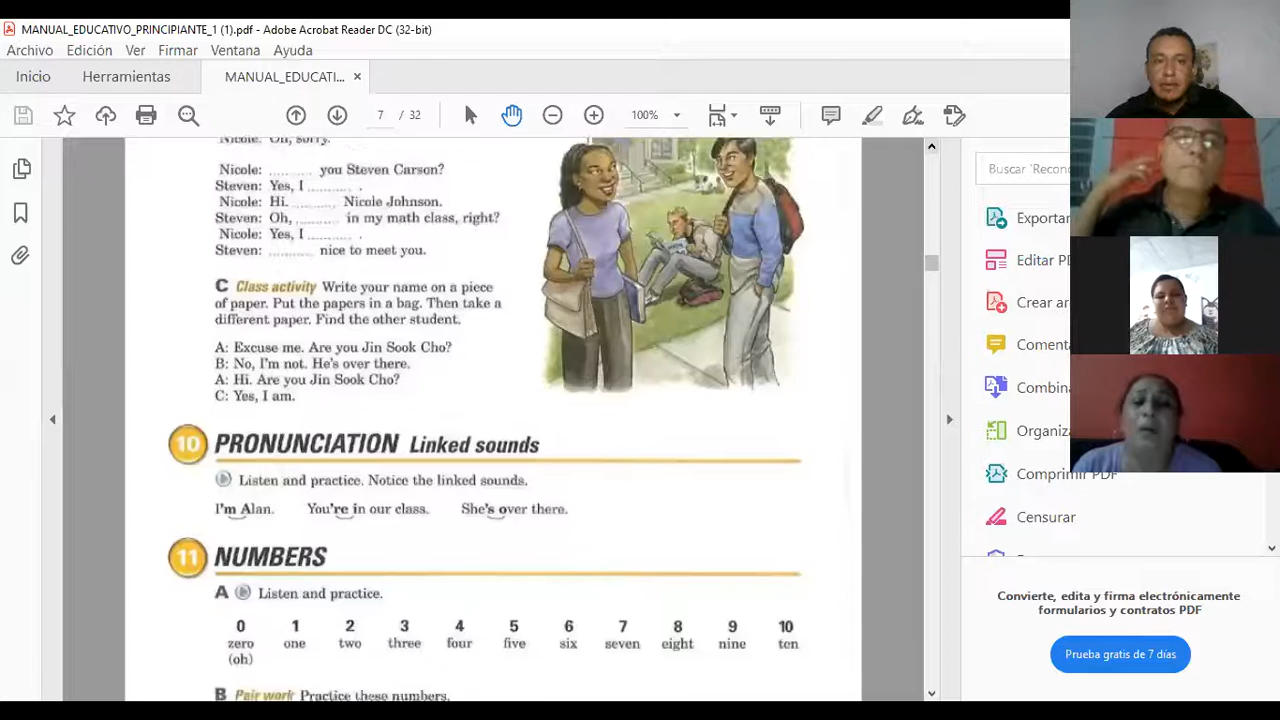 MANUAL_EDUCATIVO_PRINCIPIANTE_1 (1).pdf - Adobe Acrobat Reader DC (32-bit)
Archivo Edición Ver Firmar Ventana Ayuda
Inicio Herramientas MANUAL_EDUCATI... ×
7 / 32 100%
Nicole: Oh, sorry.
Nicole: .......... you Steven Carson?
Steven: Yes, I .......... .
Nicole: Hi. .......... Nicole Johnson.
Steven: Oh, .......... in my math class, right?
Nicole: Yes, I .......... .
Steven: .......... nice to meet you.
C Class activity Write your name on a piece
of paper. Put the papers in a bag. Then take a
different paper. Find the other student.
A: Excuse me. Are you Jin Sook Cho?
B: No, I'm not. He's over there.
A: Hi. Are you Jin Sook Cho?
C: Yes, I am.
10 PRONUNCIATION Linked sounds
Listen and practice. Notice the linked sounds.
I'm Alan. You're in our class. She's over there.
11 NUMBERS
A Listen and practice.
0 1 2 3 4 5 6 7 8 9 10
zero one two three four five six seven eight nine ten
(oh)
B Pair work Practice these numbers.
Buscar 'Recono
Exportar
Editar PD
Crear ar
Comenta
Combina
Organiza
Comprimir PDF
Censurar
Convierte, edita y firma electrónicamente
formularios y contratos PDF
Prueba gratis de 7 días